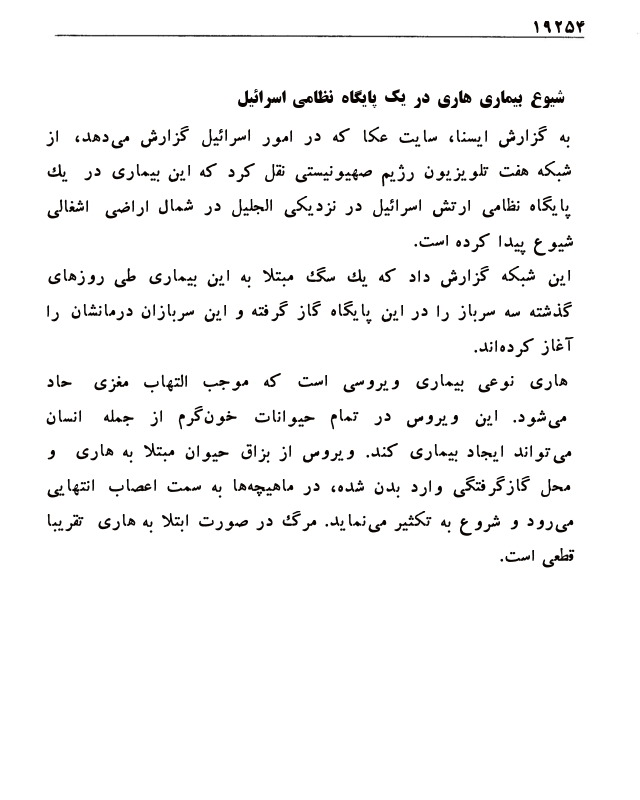 ۱۹۲۵۴
شیوع بیماری هاری در یک پایگاه نظامی اسرائیل
به گزارش ایسنا، سایت عکا که در امور اسرائیل گزارش می‌دهد، از
شبکه هفت تلویزیون رژیم صهیونیستی نقل کرد که این بیماری در یك
پایگاه نظامی ارتش اسرائیل در نزدیکی الجلیل در شمال اراضی اشغالی
شیوع پیدا کرده است.
این شبکه گزارش داد که یك سگ مبتلا به این بیماری طی روزهای
گذشته سه سرباز را در این پایگاه گاز گرفته و این سربازان درمانشان را
آغاز کرده‌اند.
هاری نوعی بیماری ویروسی است که موجب التهاب مغزی حاد
می‌شود. این ویروس در تمام حیوانات خون‌گرم از جمله انسان
می‌تواند ایجاد بیماری کند. ویروس از بزاق حیوان مبتلا به هاری و
محل گازگرفتگی وارد بدن شده، در ماهیچه‌ها به سمت اعصاب انتهایی
می‌رود و شروع به تکثیر می‌نماید. مرگ در صورت ابتلا به هاری تقریبا
قطعی است.